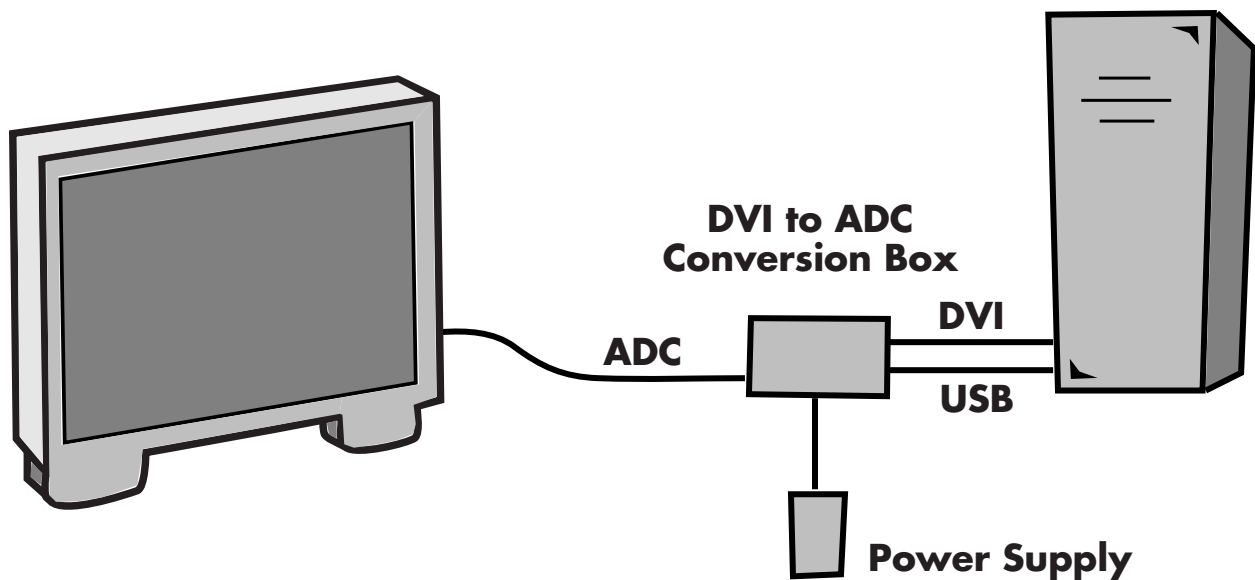 DVI to ADC
Conversion Box
DVI
ADC
USB
Power Supply